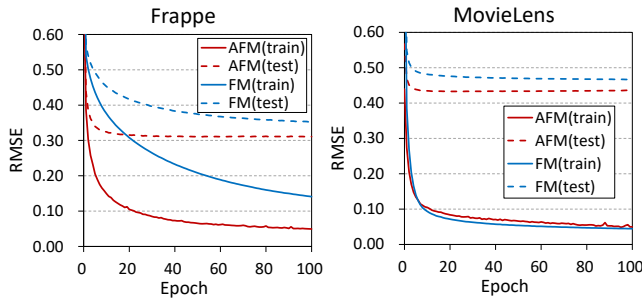 Frappe
0.60
0.50
0.40
0.30
0.20
0.10
0.00
RMSE
0 20 40 60 80 100
Epoch
AFM(train)
AFM(test)
FM(train)
FM(test)
MovieLens
0.60
0.50
0.40
0.30
0.20
0.10
0.00
RMSE
0 20 40 60 80 100
Epoch
AFM(train)
AFM(test)
FM(train)
FM(test)